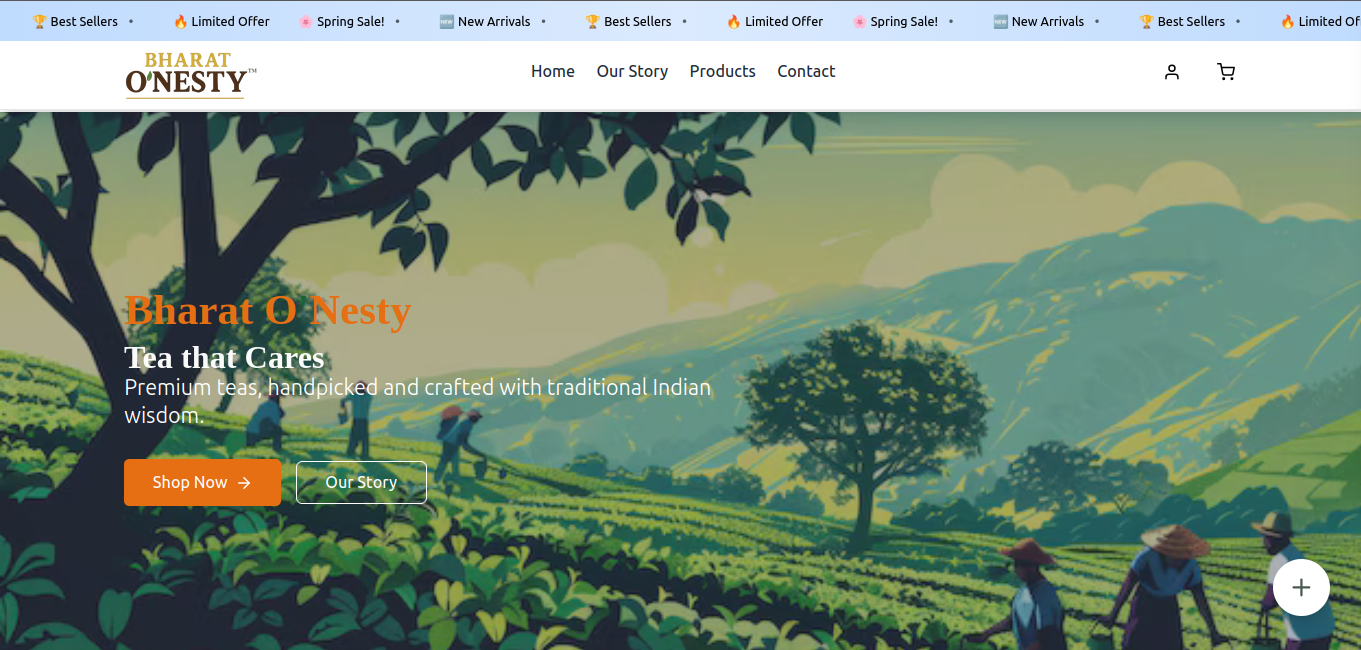 🏆 Best Sellers • 🔥 Limited Offer 🌸 Spring Sale! • 🆕 New Arrivals • 🏆 Best Sellers • 🔥 Limited Offer 🌸 Spring Sale! • 🆕 New Arrivals • 🏆 Best Sellers • 🔥 Limited Of
BHARAT
O'NESTY™
Home Our Story Products Contact
Bharat O Nesty
Tea that Cares
Premium teas, handpicked and crafted with traditional Indian
wisdom.
Shop Now → Our Story